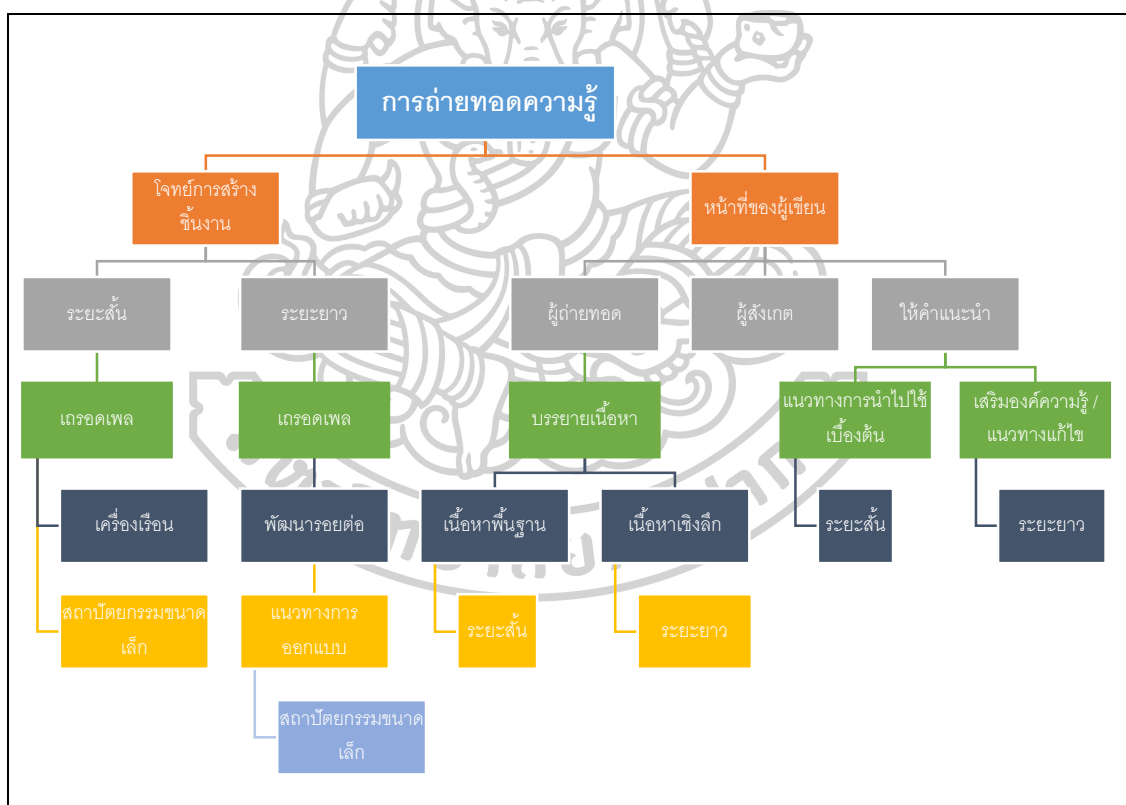 การถ่ายทอดความรู้
โจทย์การสร้าง
ชิ้นงาน
หน้าที่ของผู้เขียน
ระยะสั้น
ระยะยาว
ผู้ถ่ายทอด
ผู้สังเกต
ให้คำแนะนำ
เถรอดเพล
เถรอดเพล
บรรยายเนื้อหา
แนวทางการนำไปใช้
เบื้องต้น
เสริมองค์ความรู้ /
แนวทางแก้ไข
เครื่องเรือน
พัฒนารอยต่อ
เนื้อหาพื้นฐาน
เนื้อหาเชิงลึก
ระยะสั้น
ระยะยาว
สถาปัตยกรรมขนาด
เล็ก
แนวทางการ
ออกแบบ
ระยะสั้น
ระยะยาว
สถาปัตยกรรมขนาด
เล็ก